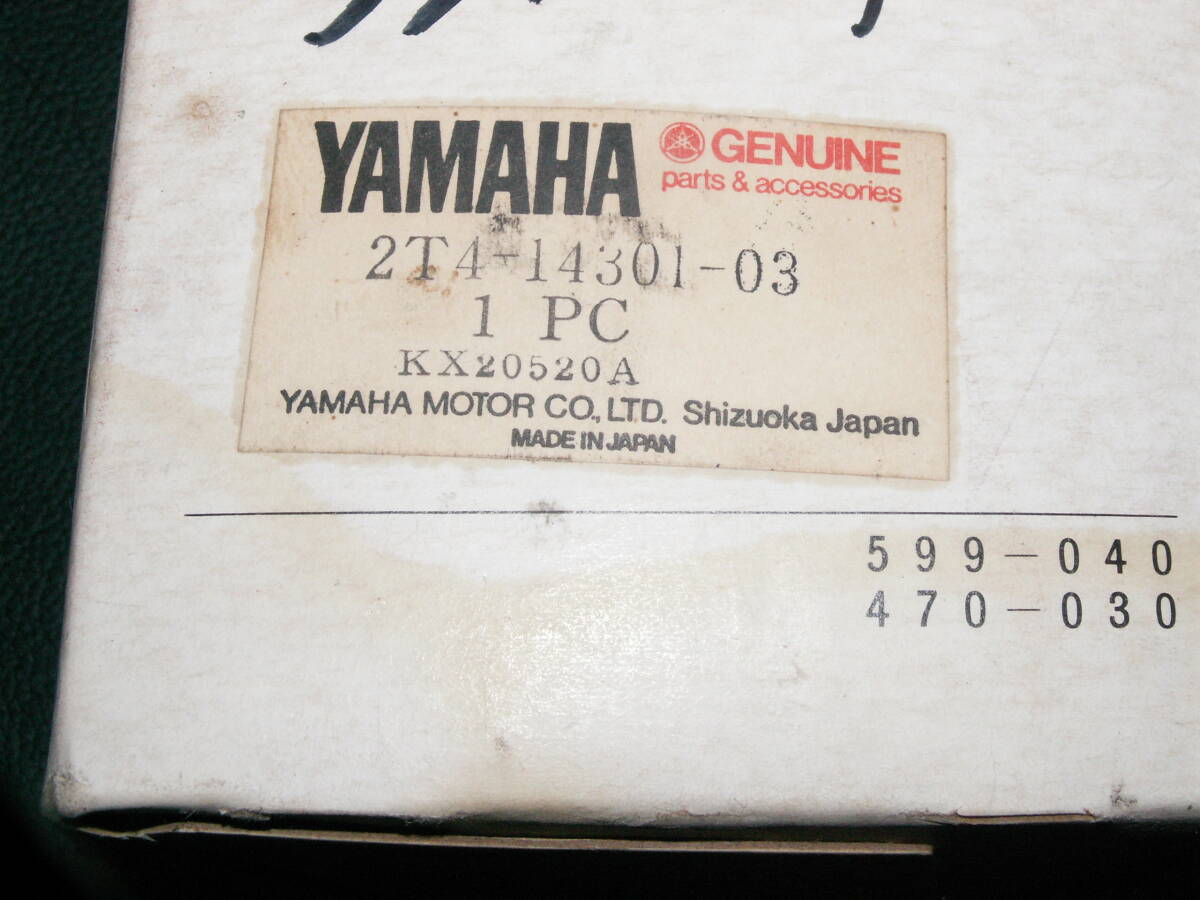 YAMAHA GENUINE
parts & accessories
2T4-14301-03
1 PC
KX20520A
YAMAHA MOTOR CO., LTD. Shizuoka Japan
MADE IN JAPAN
599-040
470-030